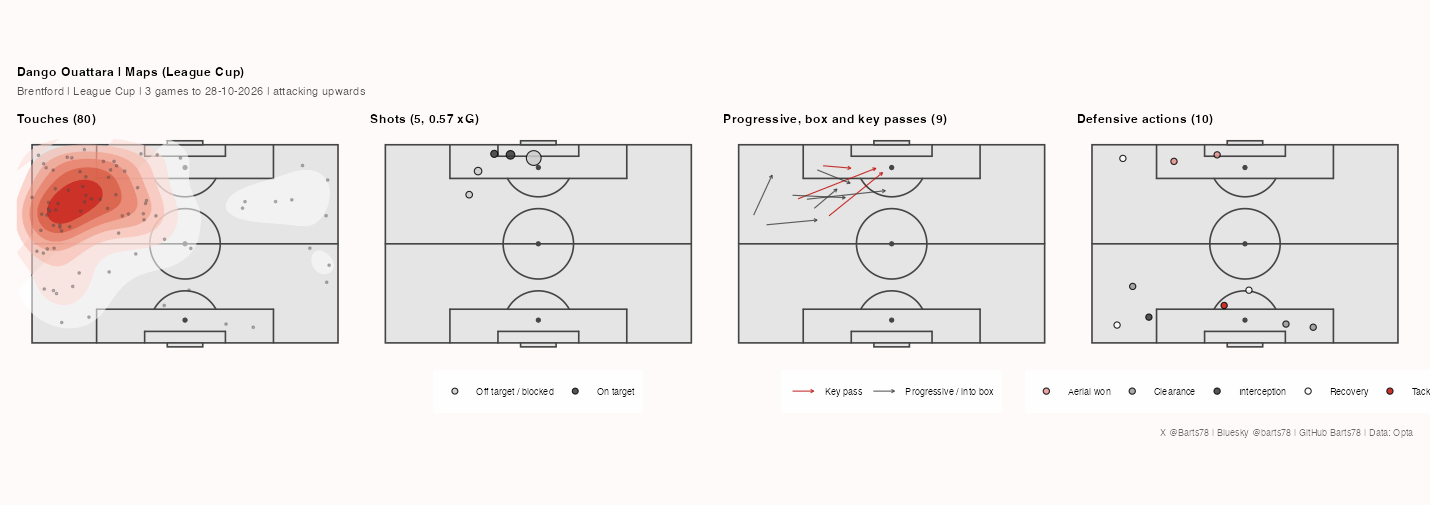 Dango Ouattara | Maps (League Cup)
Brentford | League Cup | 3 games to 28-10-2026 | attacking upwards
Touches (80)
Shots (5, 0.57 xG)
Progressive, box and key passes (9)
Defensive actions (10)
Off target / blocked
On target
Key pass
Progressive / into box
Aerial won
Clearance
Interception
Recovery
Tack
X @Barts78 | Bluesky @barts78 | GitHub Barts78 | Data: Opta